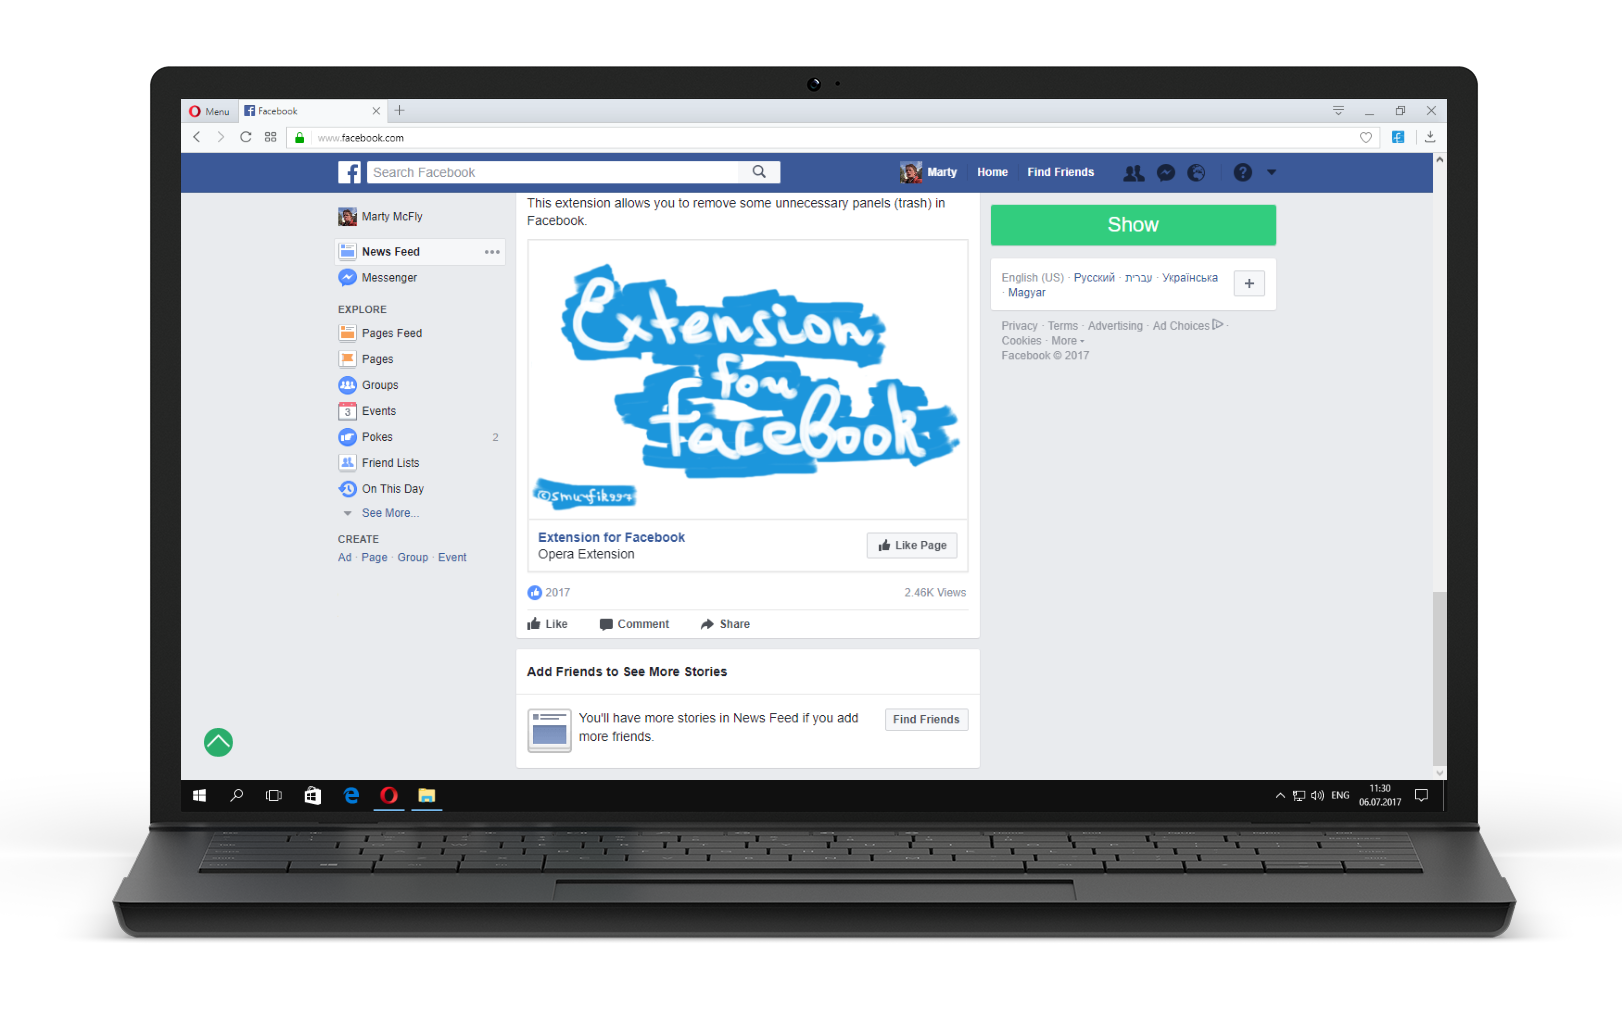 Menu
Facebook
www.facebook.com
Search Facebook
Marty
Home
Find Friends
Marty McFly
News Feed
Messenger
EXPLORE
Pages Feed
Pages
Groups
3
Events
Pokes 2
Friend Lists
On This Day
See More...
CREATE
Ad · Page · Group · Event
This extension allows you to remove some unnecessary panels (trash) in
Facebook.
Extension
fou
facebook
@smurfik997
Extension for Facebook
Opera Extension
Like Page
2017
2.46K Views
Like
Comment
Share
Add Friends to See More Stories
You'll have more stories in News Feed if you add
more friends.
Find Friends
Show
English (US) · Русский · עברית · Українська
· Magyar
Privacy · Terms · Advertising · Ad Choices ·
Cookies · More
Facebook © 2017
ENG
11:30
06.07.2017